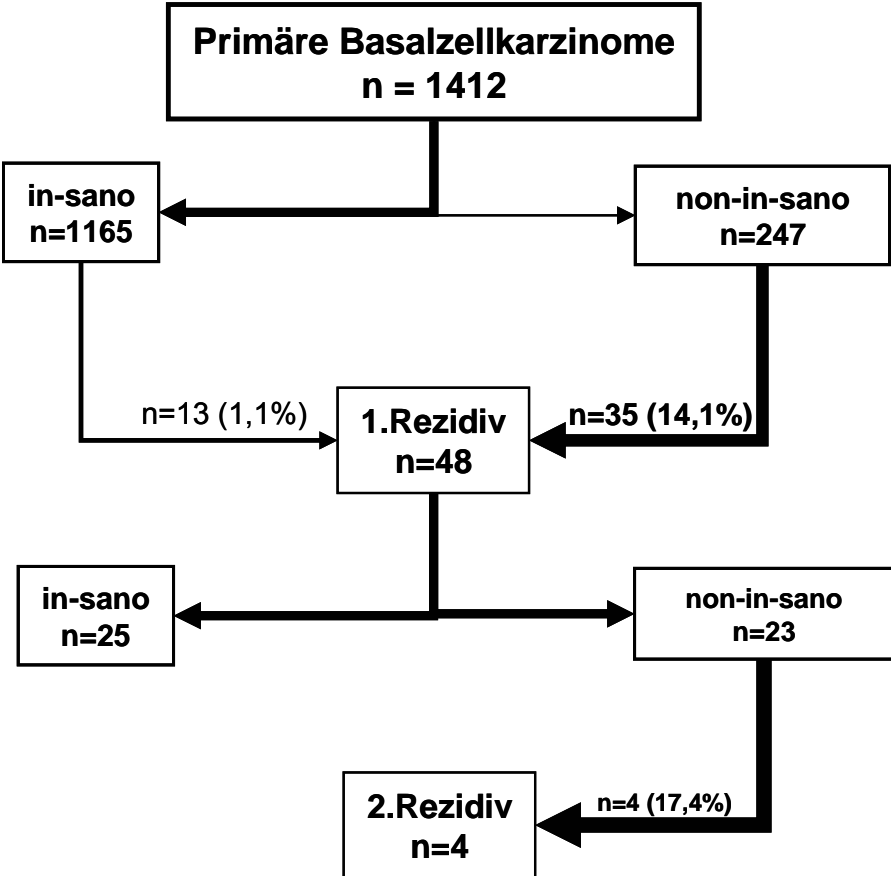 Primäre Basalzellkarzinome
n = 1412
in-sano
n=1165
non-in-sano
n=247
n=13 (1,1%)
1.Rezidiv
n=48
n=35 (14,1%)
in-sano
n=25
non-in-sano
n=23
2.Rezidiv
n=4
n=4 (17,4%)